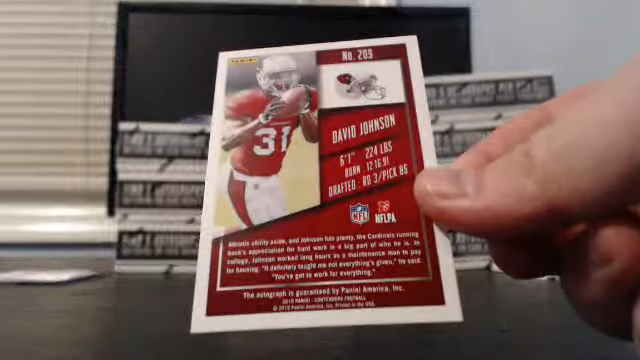 PANINI
No. 209
DAVID JOHNSON
6'1" 224 LBS
BORN: 12 16 91
DRAFTED: RD 3/PICK 86
31
NFL
NFLPA
Athletic ability aside, and Johnson has plenty, the Cardinals running
back's appreciation for hard work is a big part of who he is. In
college, Johnson worked long hours as a maintenance man to pay
for housing. "It definitely taught me not everything's given," he said.
"You've got to work for everything."
The autograph is guaranteed by Panini America, Inc.
2015 PANINI - CONTENDERS FOOTBALL
© 2015 Panini America, Inc. Printed in the USA.